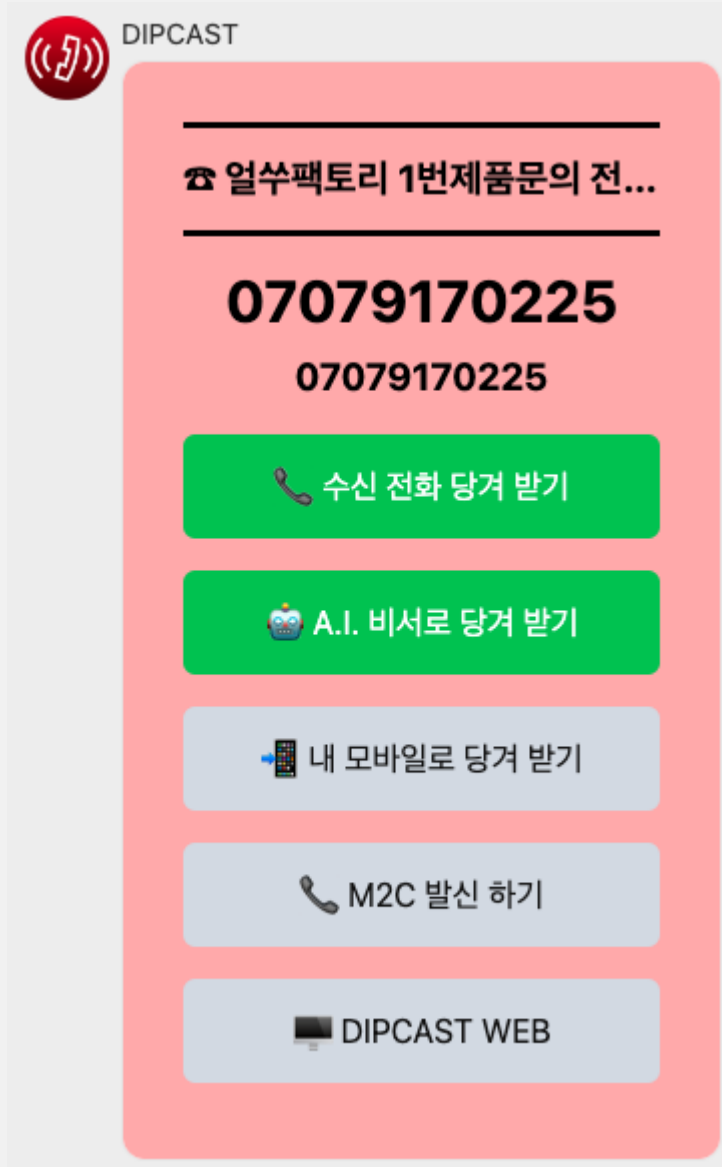 DIPCAST
☎ 얼쑤팩토리 1번제품문의 전...
07079170225
07079170225
📞 수신 전화 당겨 받기
🤖 A.I. 비서로 당겨 받기
📲 내 모바일로 당겨 받기
📞 M2C 발신 하기
🖥️ DIPCAST WEB